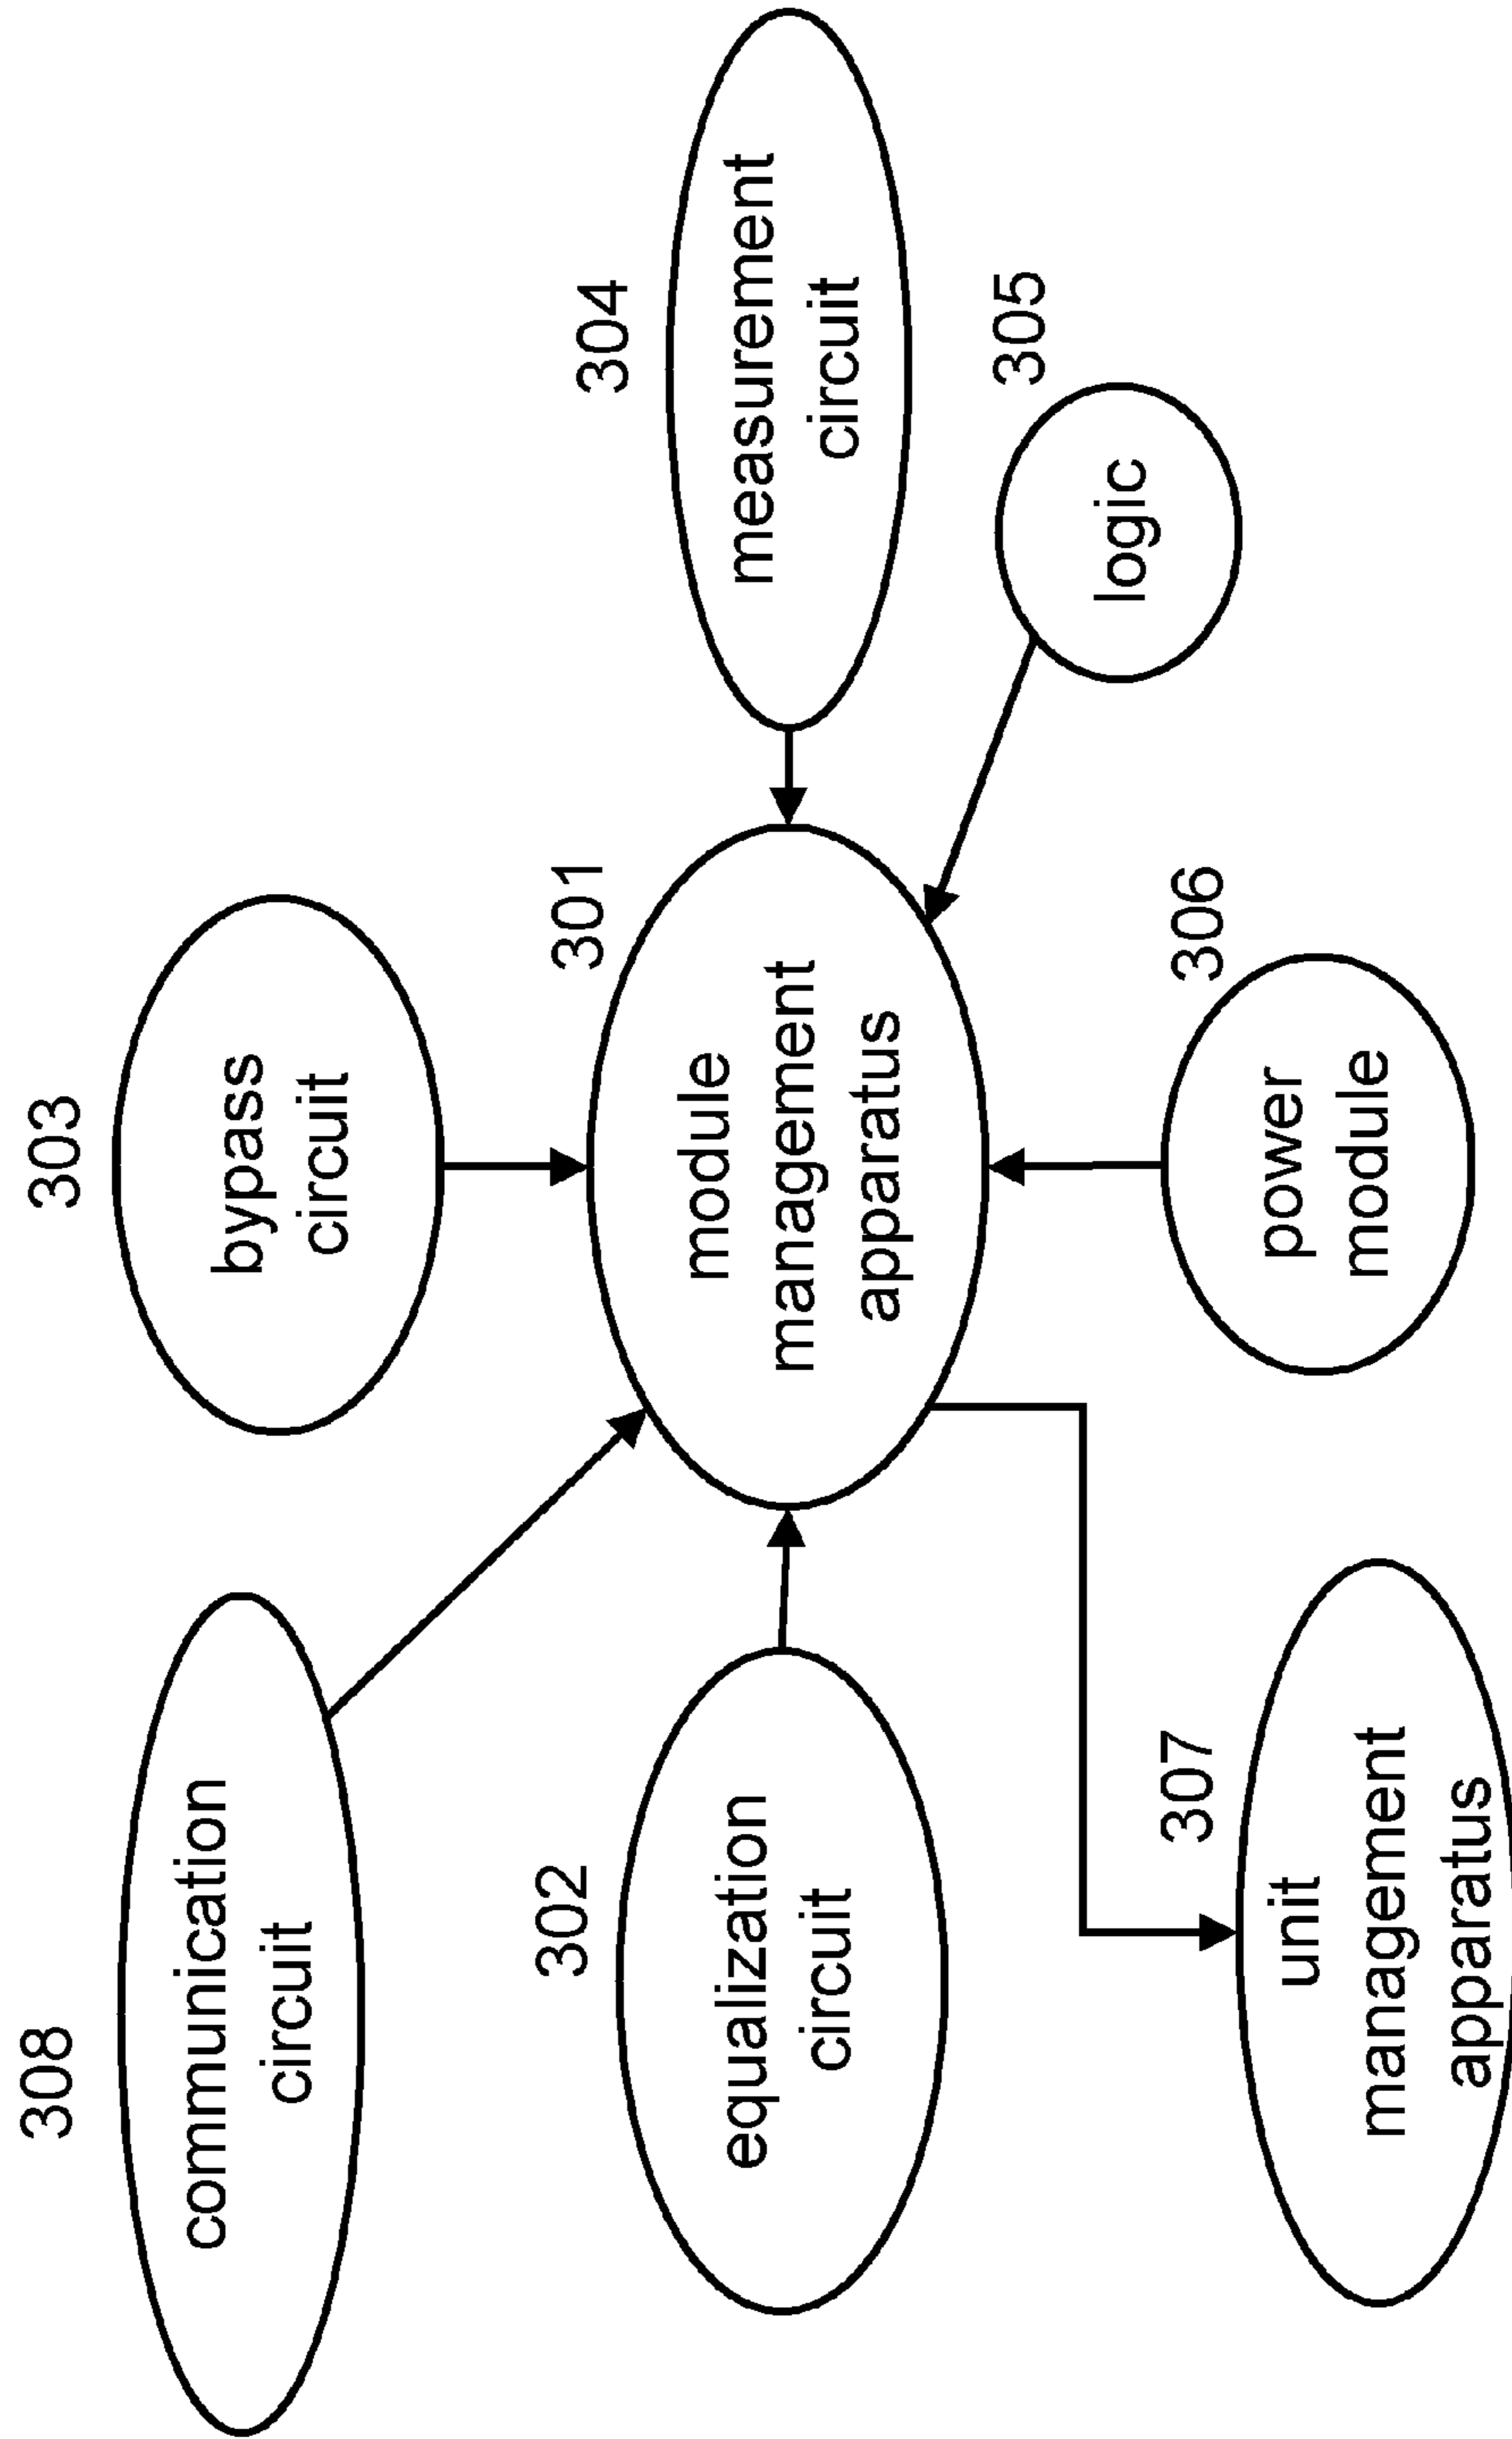 308
communication
circuit
303
bypass
circuit
302
equalization
circuit
301
module
management
apparatus
304
measurement
circuit
305
logic
307
unit
management
apparatus
306
power
module